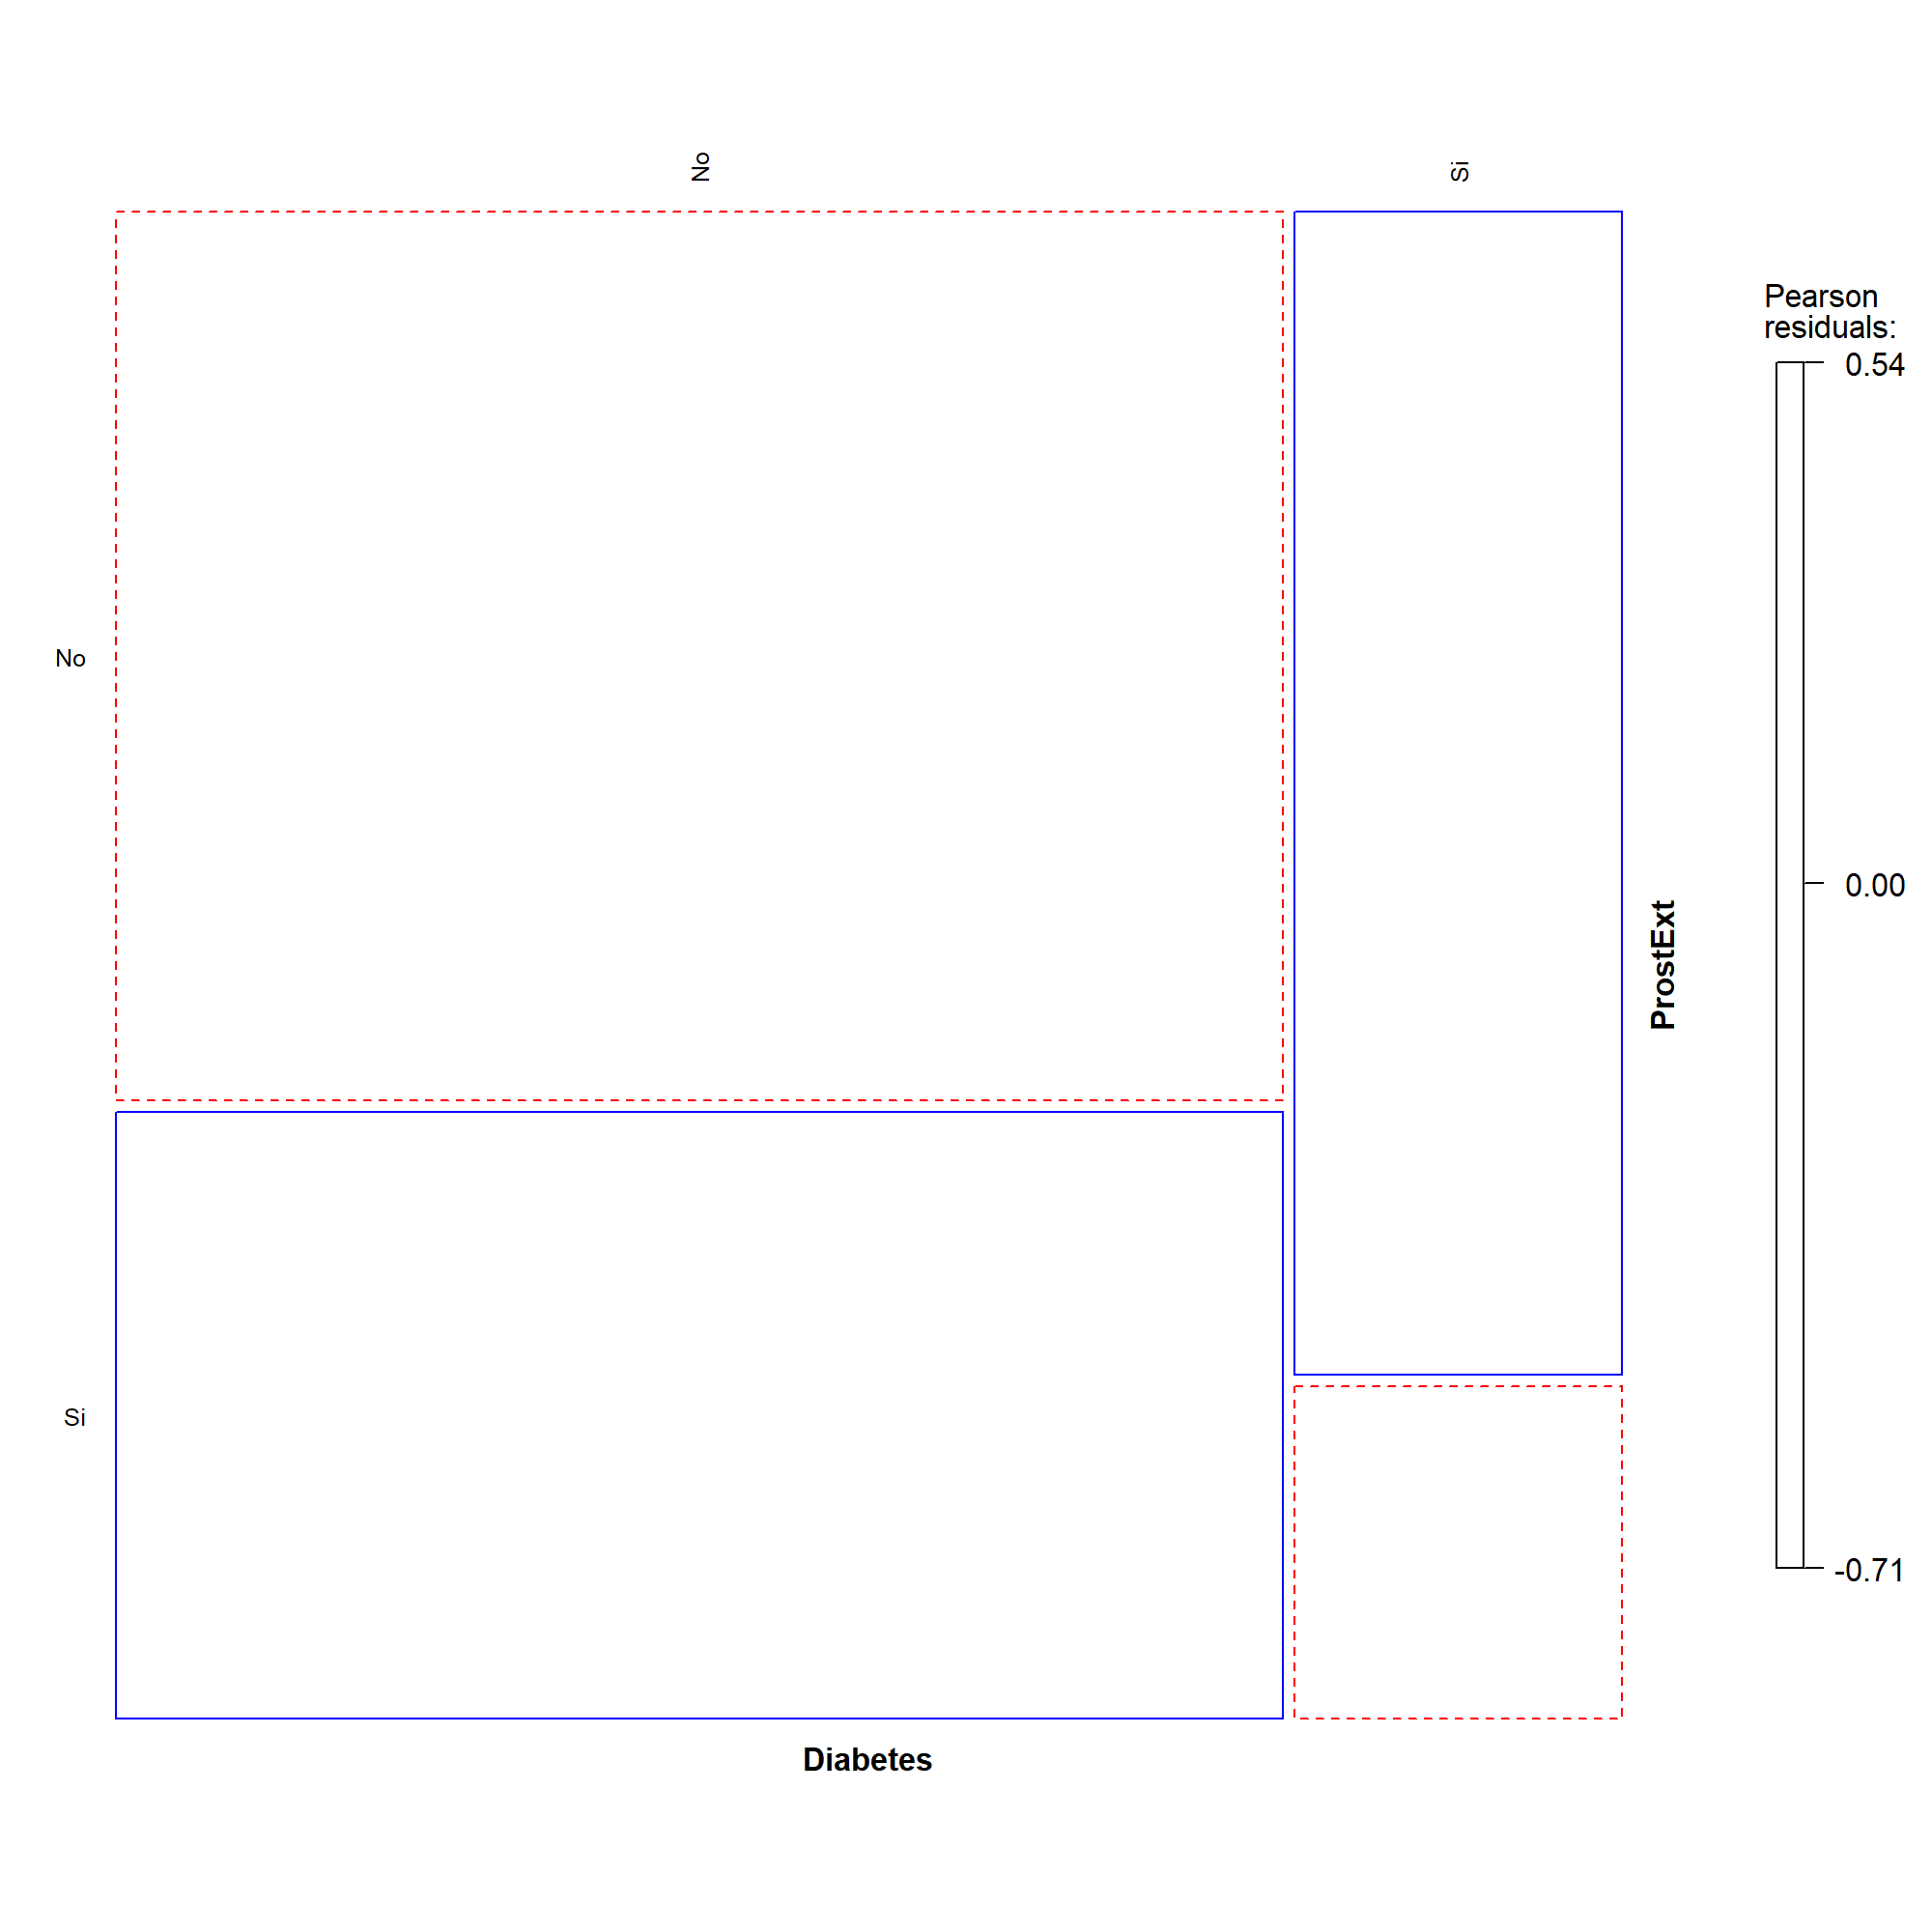 No
Si
Pearson
residuals:
0.54
No
0.00
ProstExt
Si
-0.71
Diabetes